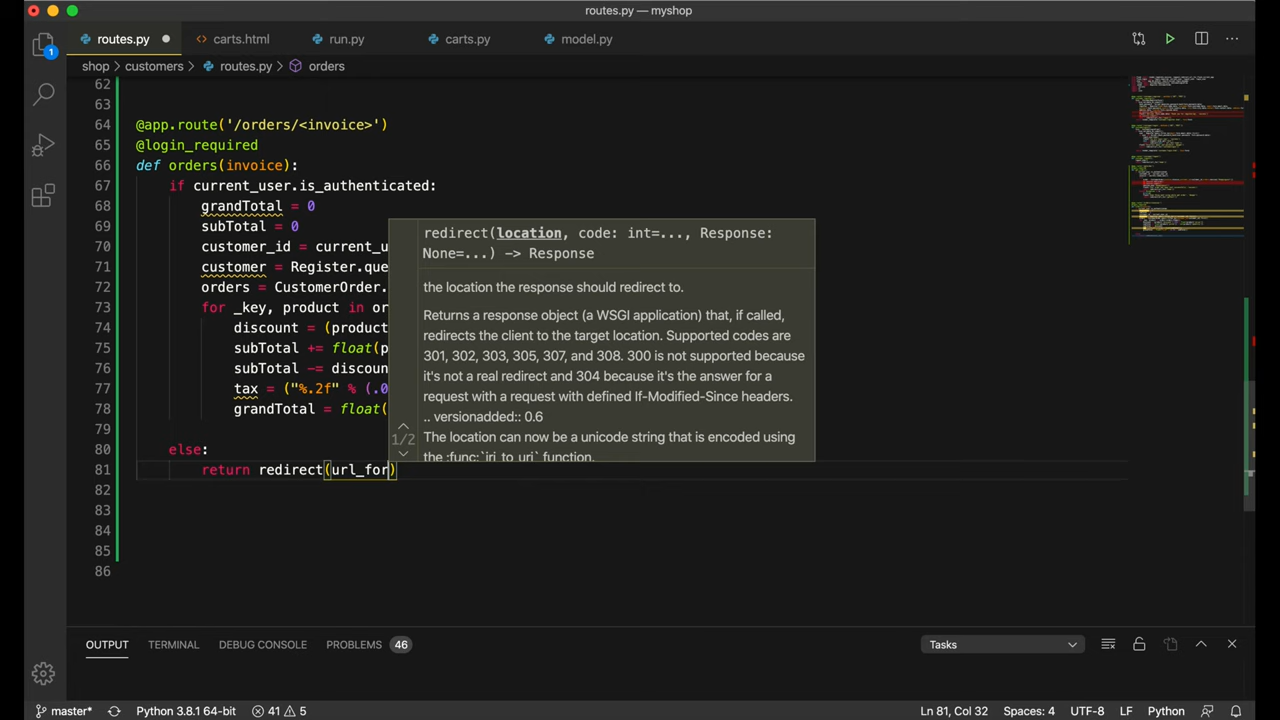 routes.py — myshop
routes.py
carts.html
run.py
carts.py
model.py
1
shop
customers
routes.py
orders
62
63
64 @app.route('/orders/<invoice>')
65 @login_required
66 def orders(invoice):
67 if current_user.is_authenticated:
68 grandTotal = 0
69 subTotal = 0
70 customer_id = current_u
71 customer = Register.que
72 orders = CustomerOrder.
73 for _key, product in or
74 discount = (product
75 subTotal += float(p
76 subTotal -= discoun
77 tax = ("%.2f" % (.0
78 grandTotal = float(
79
80 else:
81 return redirect(url_for)
82
83
84
85
86
redirect(location, code: int=..., Response:
None=...) -> Response
the location the response should redirect to.
Returns a response object (a WSGI application) that, if called,
redirects the client to the target location. Supported codes are
301, 302, 303, 305, 307, and 308. 300 is not supported because
it's not a real redirect and 304 because it's the answer for a
request with a request with defined If-Modified-Since headers.
.. versionadded:: 0.6
The location can now be a unicode string that is encoded using
the :func:`iri_to_uri` function.
1/2
OUTPUT
TERMINAL
DEBUG CONSOLE
PROBLEMS
46
Tasks
master*
Python 3.8.1 64-bit
41
5
Ln 81, Col 32
Spaces: 4
UTF-8
LF
Python